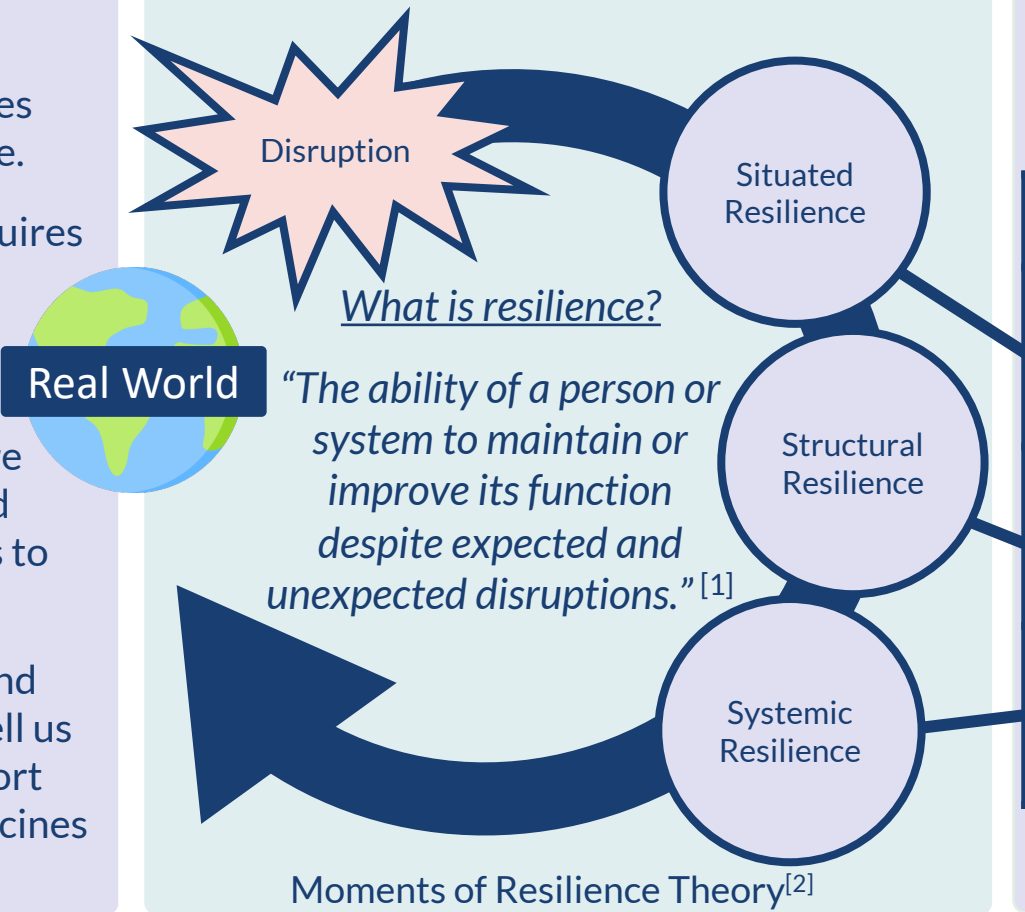 es
e.
uires
e
d
s to
nd
ell us
ort
cines
Real World
Disruption
What is resilience?
“The ability of a person or
system to maintain or
improve its function
despite expected and
unexpected disruptions.” [1]
Situated
Resilience
Structural
Resilience
Systemic
Resilience
Moments of Resilience Theory[2]